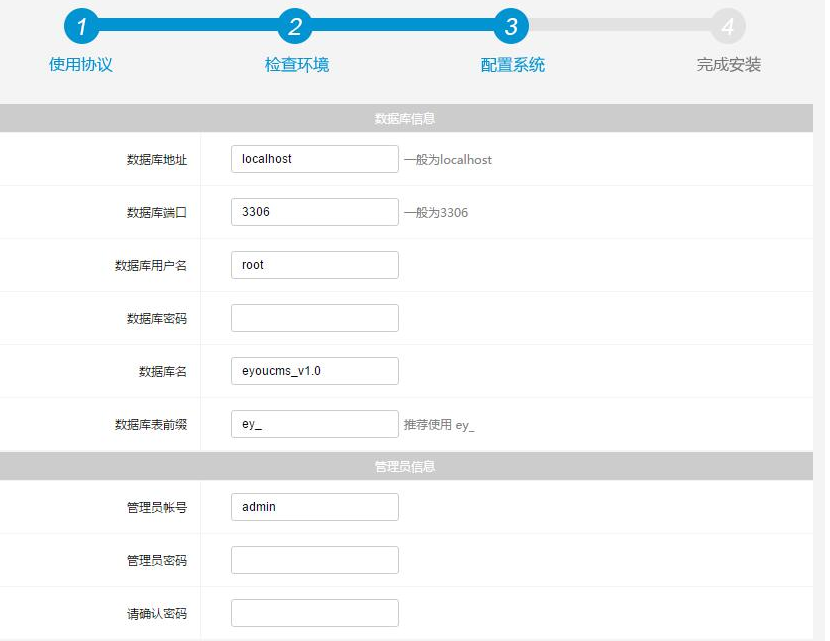 1 2 3 4
使用协议 检查环境 配置系统 完成安装
数据库信息
数据库地址 localhost 一般为localhost
数据库端口 3306 一般为3306
数据库用户名 root
数据库密码
数据库名 eyoucms_v1.0
数据库表前缀 ey_ 推荐使用 ey_
管理员信息
管理员帐号 admin
管理员密码
请确认密码